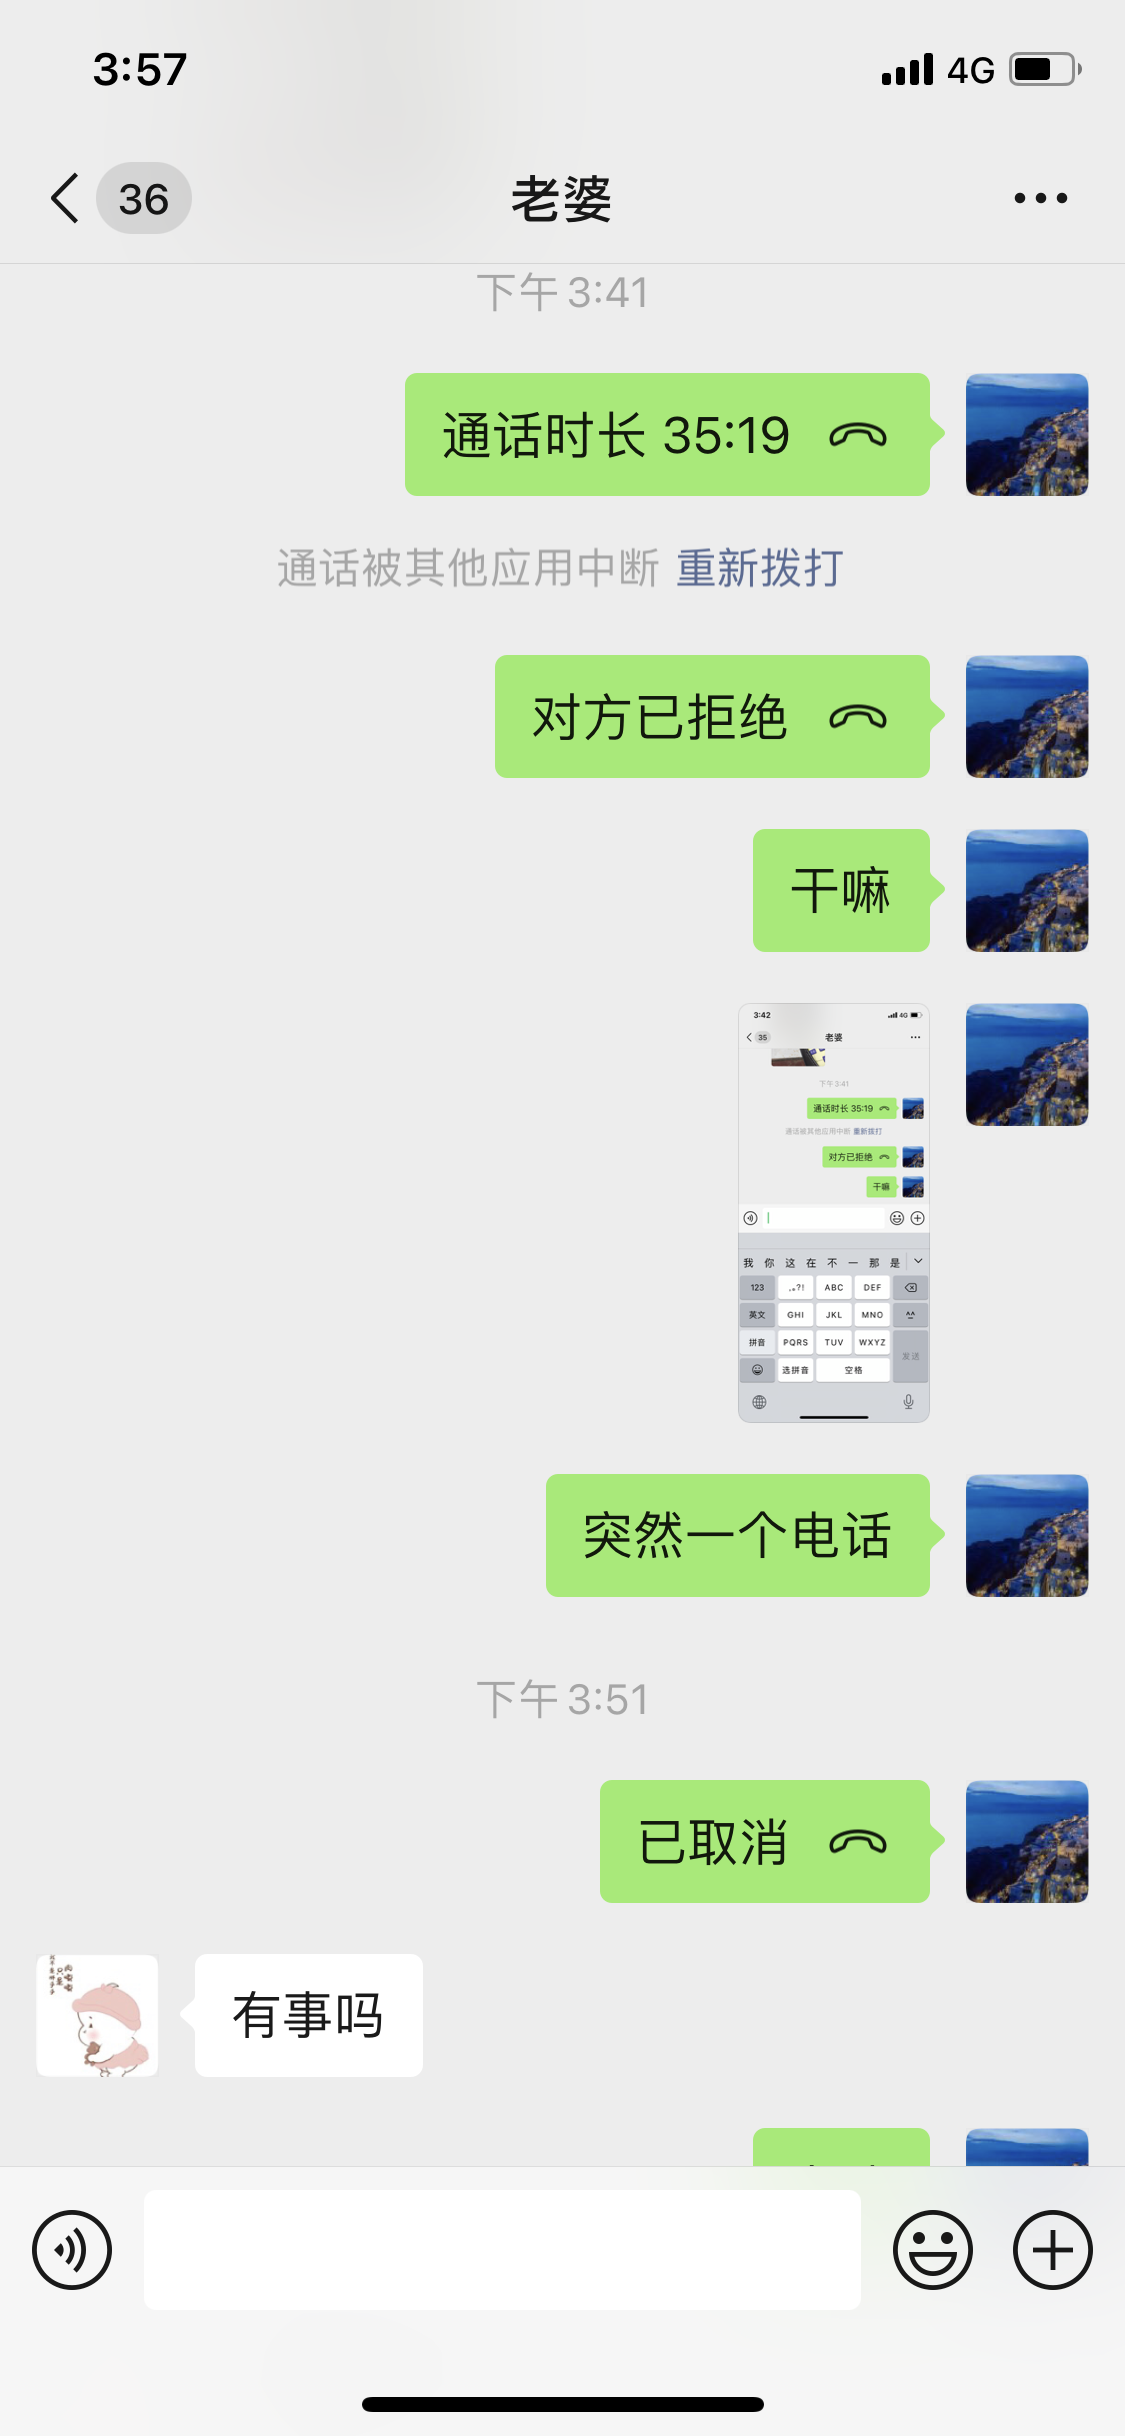 3:57
4G
36
老婆
下午 3:41
通话时长 35:19
通话被其他应用中断 重新拨打
对方已拒绝
干嘛
3:42
4G
35
老婆
下午 3:41
通话时长 35:19
通话被其他应用中断 重新拨打
对方已拒绝
干嘛
我 你 这 在 不 一 那 是
123 .,?! ABC DEF
英文 GHI JKL MNO ^^
拼音 PQRS TUV WXYZ
发送
选拼音 空格
突然一个电话
下午 3:51
已取消
有事吗